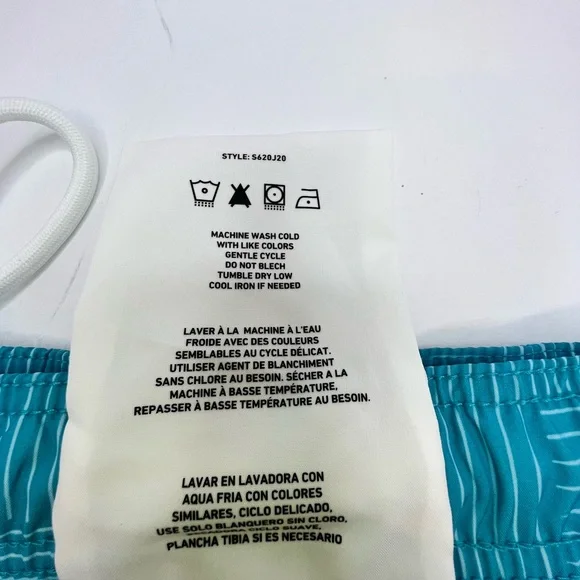 STYLE: S620J20
MACHINE WASH COLD
WITH LIKE COLORS
GENTLE CYCLE
DO NOT BLECH
TUMBLE DRY LOW
COOL IRON IF NEEDED
LAVER À LA MACHINE À L'EAU
FROIDE AVEC DES COULEURS
SEMBLABLES AU CYCLE DÉLICAT.
UTILISER AGENT DE BLANCHIMENT
SANS CHLORE AU BESOIN. SÉCHER A LA
MACHINE À BASSE TEMPÉRATURE,
REPASSER À BASSE TEMPÉRATURE AU BESOIN.
LAVAR EN LAVADORA CON
AQUA FRIA CON COLORES
SIMILARES, CICLO DELICADO,
USE SOLO BLANQUERO SIN CLORO,
CICLO SUAVE,
PLANCHA TIBIA SI ES NECESARIO